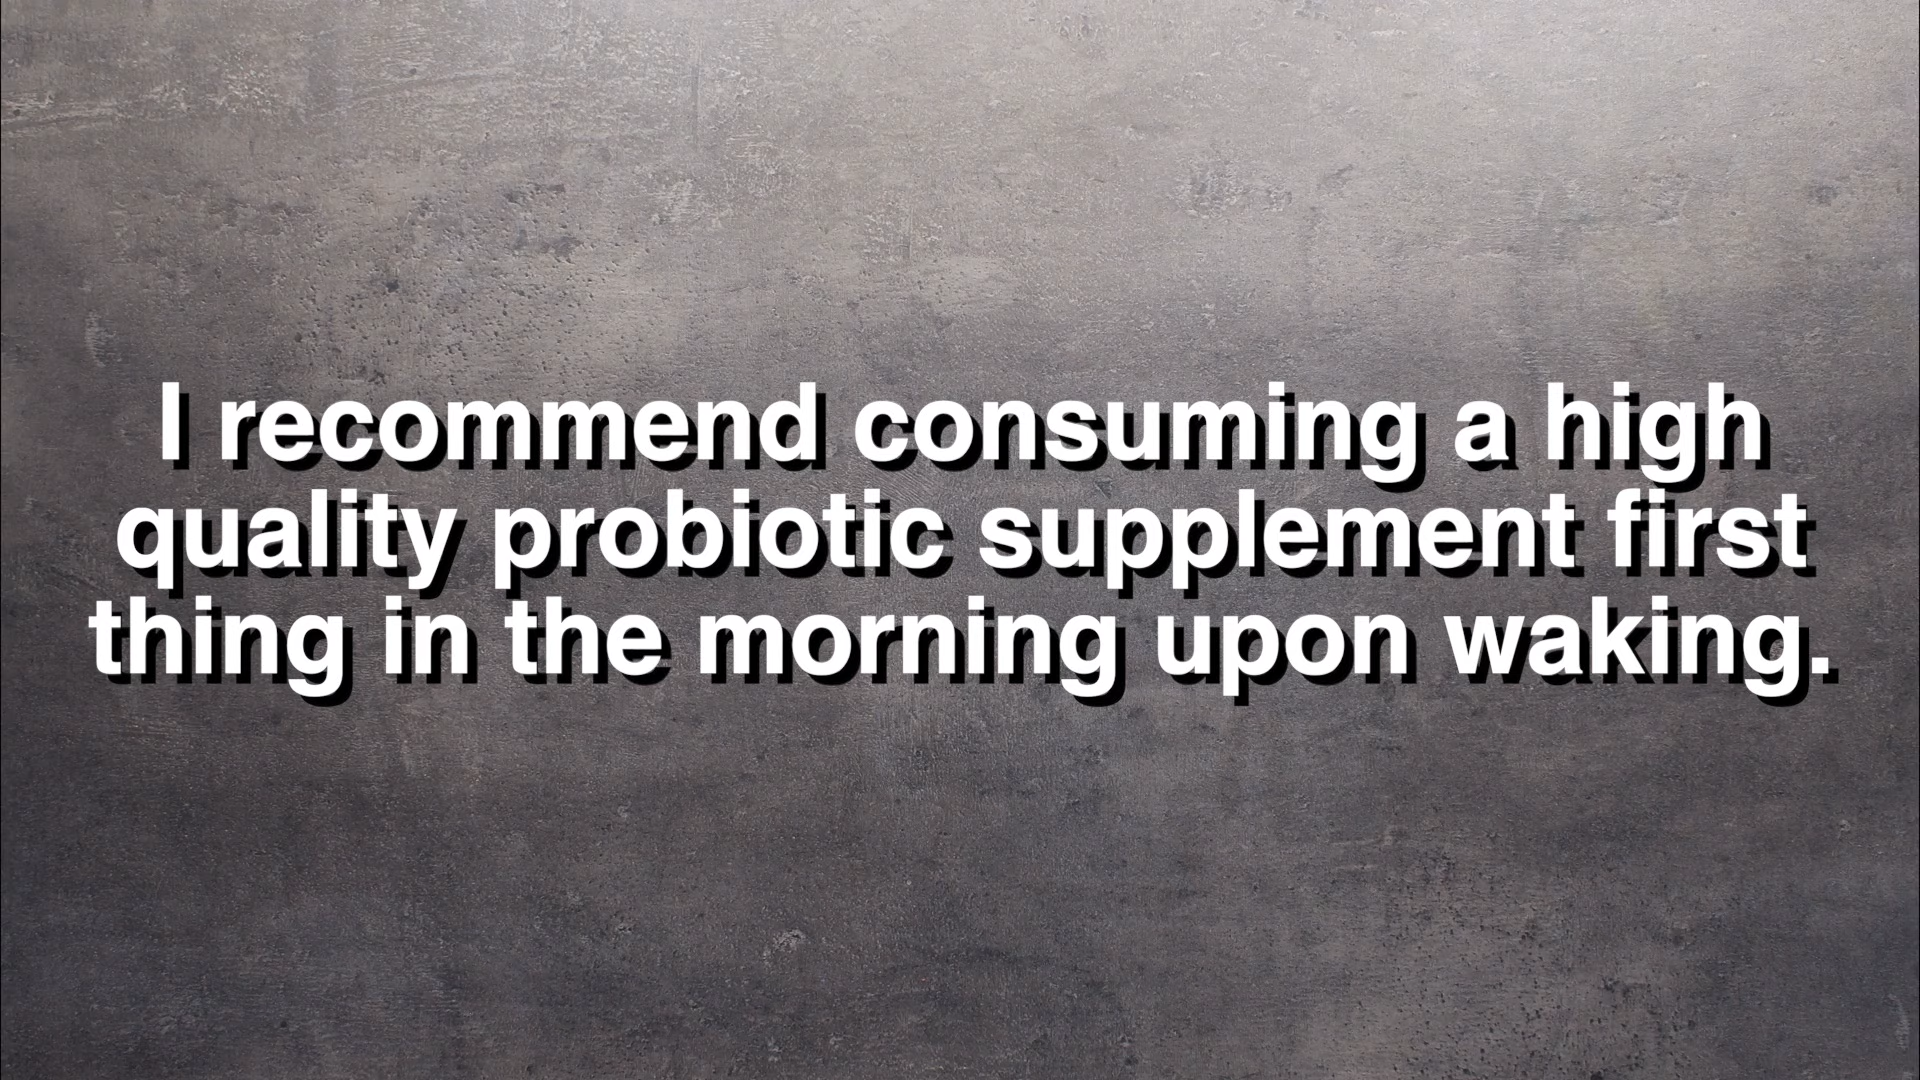 I recommend consuming a high
quality probiotic supplement first
thing in the morning upon waking.